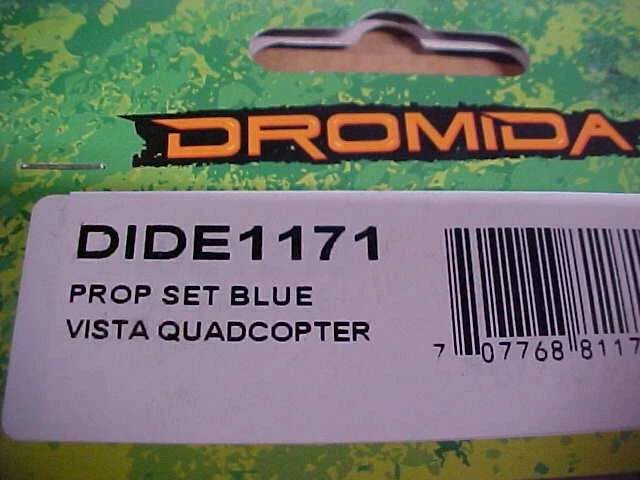 DROMIDA
DIDE1171
PROP SET BLUE
VISTA QUADCOPTER
7 07768 8117